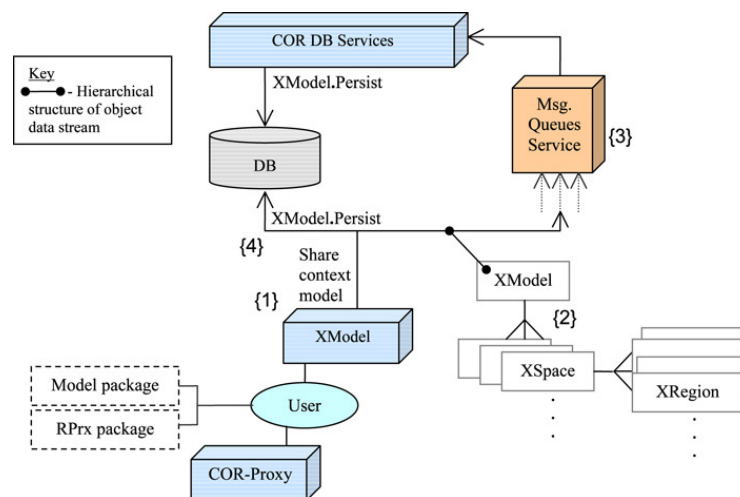 COR DB Services
Key
- Hierarchical
structure of object
data stream
XModel.Persist
Msg.
Queues
Service
{3}
DB
XModel.Persist
{4}
Share
context
model
{1}
XModel
{2}
XModel
XSpace
XRegion
Model package
RPrx package
User
COR-Proxy